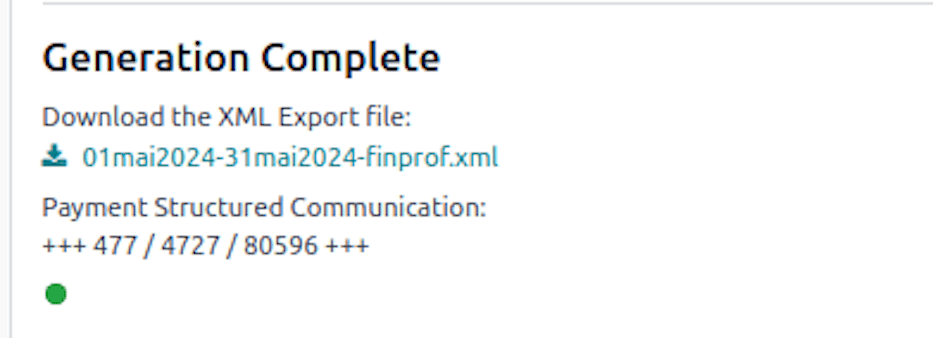 Generation Complete
Download the XML Export file:
01mai2024-31mai2024-finprof.xml
Payment Structured Communication:
+++ 477 / 4727 / 80596 +++